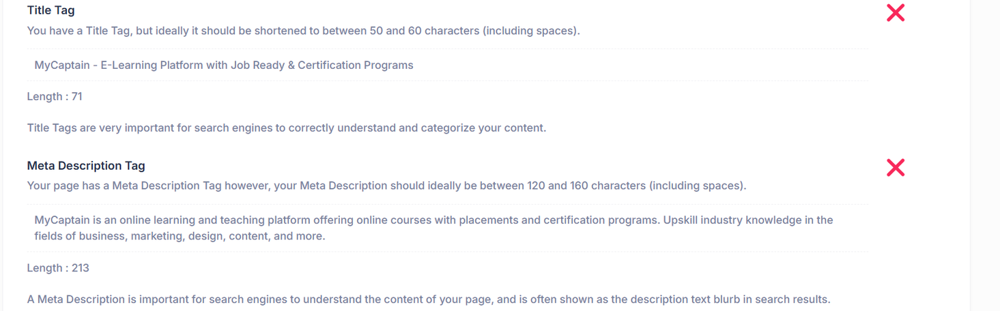 Title Tag
You have a Title Tag, but ideally it should be shortened to between 50 and 60 characters (including spaces).
MyCaptain - E-Learning Platform with Job Ready & Certification Programs
Length : 71
Title Tags are very important for search engines to correctly understand and categorize your content.
Meta Description Tag
Your page has a Meta Description Tag however, your Meta Description should ideally be between 120 and 160 characters (including spaces).
MyCaptain is an online learning and teaching platform offering online courses with placements and certification programs. Upskill industry knowledge in the
fields of business, marketing, design, content, and more.
Length : 213
A Meta Description is important for search engines to understand the content of your page, and is often shown as the description text blurb in search results.